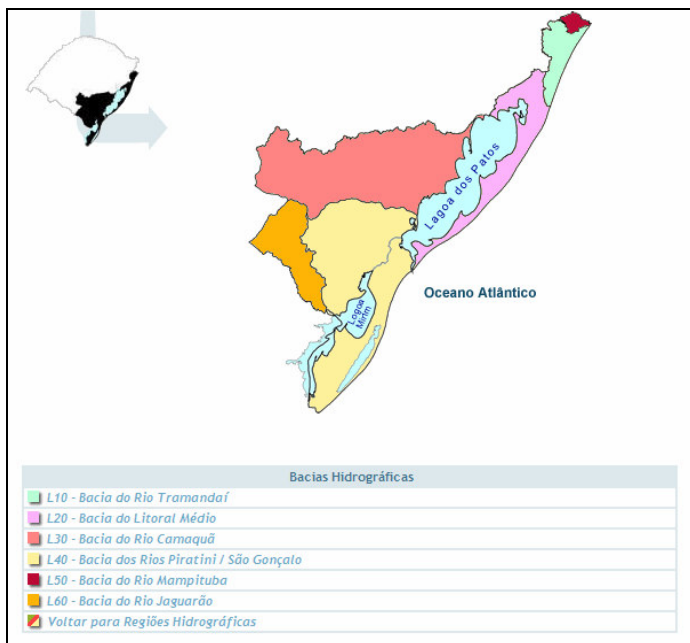 Lagoa dos Patos
Oceano Atlântico
Lagoa
Mirim
Bacias Hidrográficas
L10 - Bacia do Rio Tramandaí
L20 - Bacia do Litoral Médio
L30 - Bacia do Rio Camaquã
L40 - Bacia dos Rios Piratini / São Gonçalo
L50 - Bacia do Rio Mampituba
L60 - Bacia do Rio Jaguarão
Voltar para Regiões Hidrográficas